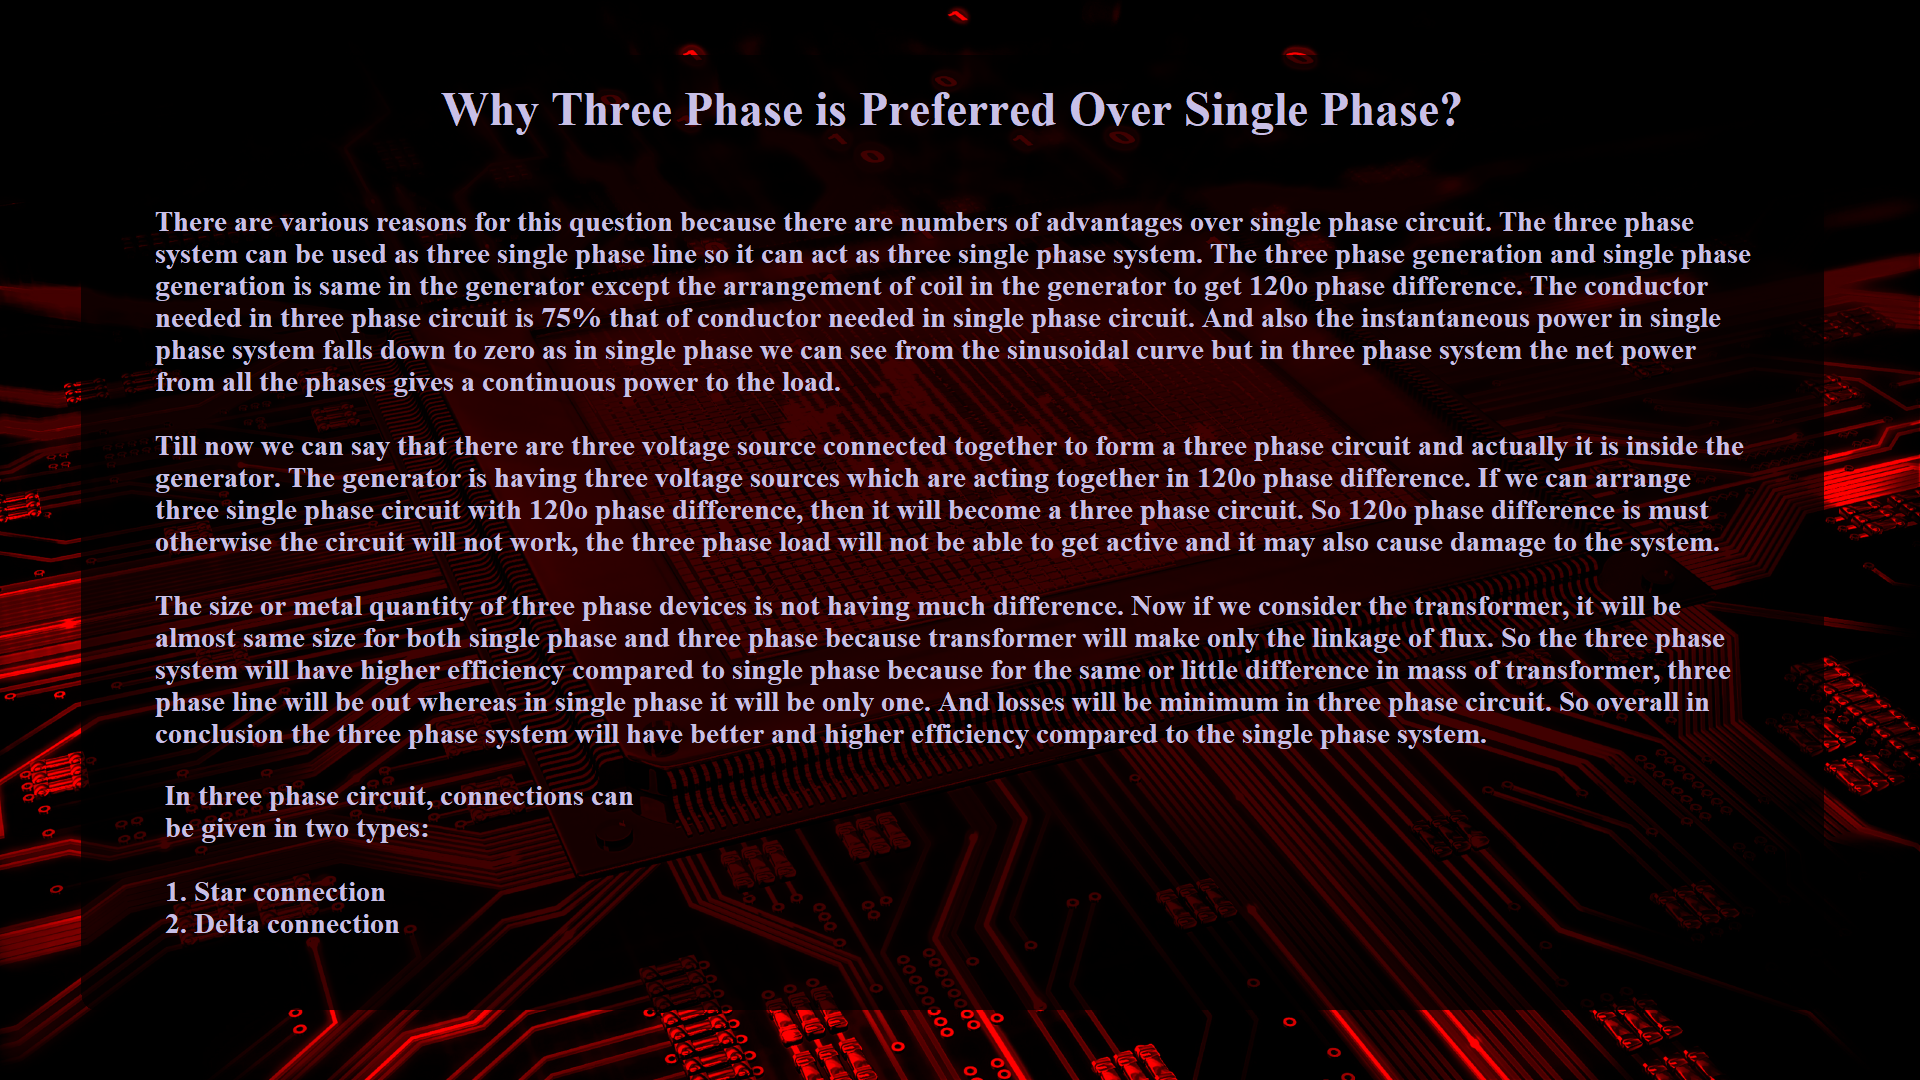 Why Three Phase is Preferred Over Single Phase?
There are various reasons for this question because there are numbers of advantages over single phase circuit. The three phase
system can be used as three single phase line so it can act as three single phase system. The three phase generation and single phase
generation is same in the generator except the arrangement of coil in the generator to get 120o phase difference. The conductor
needed in three phase circuit is 75% that of conductor needed in single phase circuit. And also the instantaneous power in single
phase system falls down to zero as in single phase we can see from the sinusoidal curve but in three phase system the net power
from all the phases gives a continuous power to the load.
Till now we can say that there are three voltage source connected together to form a three phase circuit and actually it is inside the
generator. The generator is having three voltage sources which are acting together in 120o phase difference. If we can arrange
three single phase circuit with 120o phase difference, then it will become a three phase circuit. So 120o phase difference is must
otherwise the circuit will not work, the three phase load will not be able to get active and it may also cause damage to the system.
The size or metal quantity of three phase devices is not having much difference. Now if we consider the transformer, it will be
almost same size for both single phase and three phase because transformer will make only the linkage of flux. So the three phase
system will have higher efficiency compared to single phase because for the same or little difference in mass of transformer, three
phase line will be out whereas in single phase it will be only one. And losses will be minimum in three phase circuit. So overall in
conclusion the three phase system will have better and higher efficiency compared to the single phase system.
In three phase circuit, connections can
be given in two types:
1. Star connection
2. Delta connection